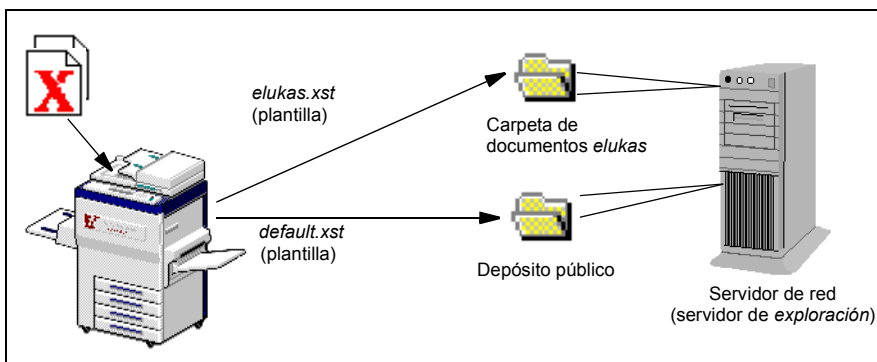 X
elukas.xst
(plantilla)
Carpeta de
documentos elukas
default.xst
(plantilla)
Depósito público
Servidor de red
(servidor de exploración)